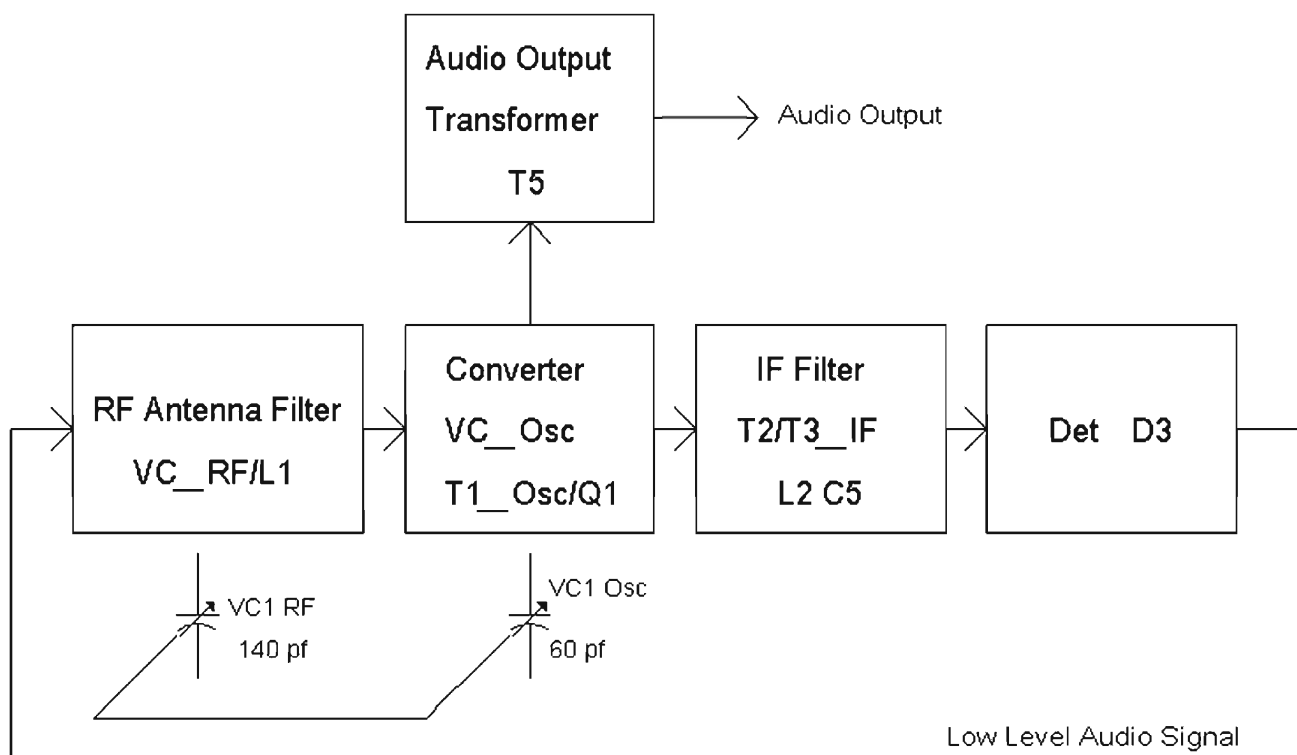 Audio Output
Transformer
T5
Audio Output
RF Antenna Filter
VC__RF/L1
Converter
VC__Osc
T1__Osc/Q1
IF Filter
T2/T3__IF
L2 C5
Det D3
VC1 RF
140 pf
VC1 Osc
60 pf
Low Level Audio Signal